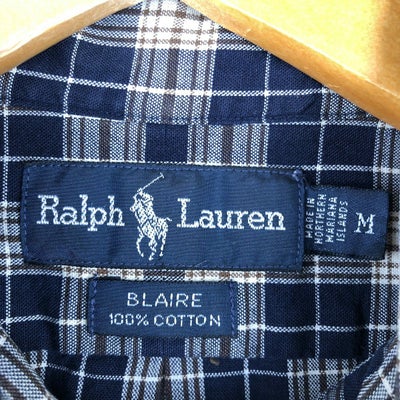 Ralph Lauren
MADE IN
NORTHERN
MARIANA
ISLANDS
M
BLAIRE
100% COTTON